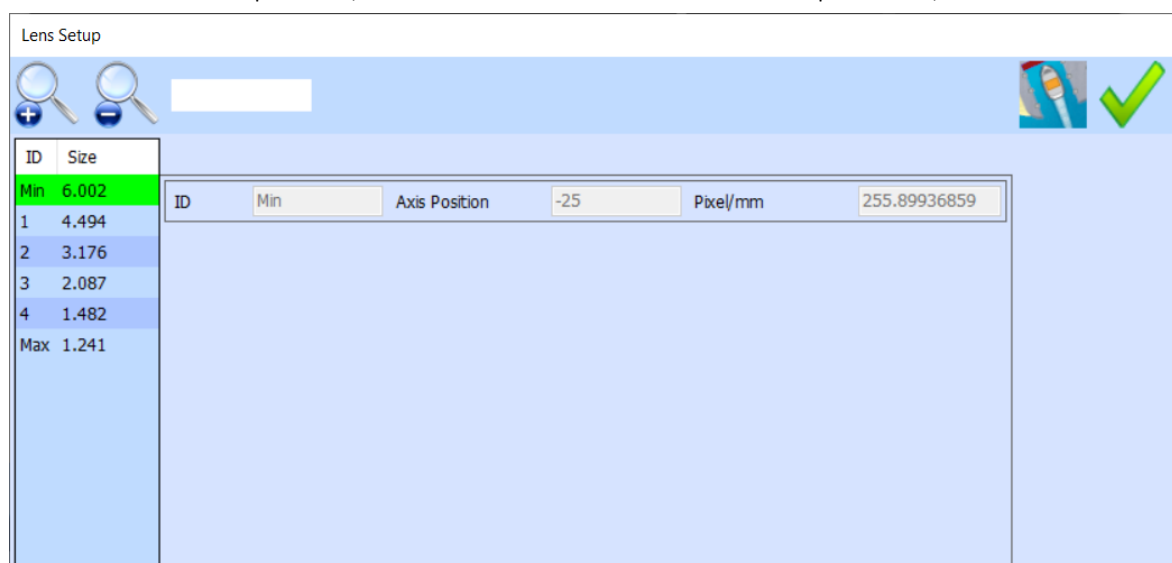 Lens Setup
ID Size
Min 6.002
1 4.494
2 3.176
3 2.087
4 1.482
Max 1.241
ID Min Axis Position -25 Pixel/mm 255.89936859